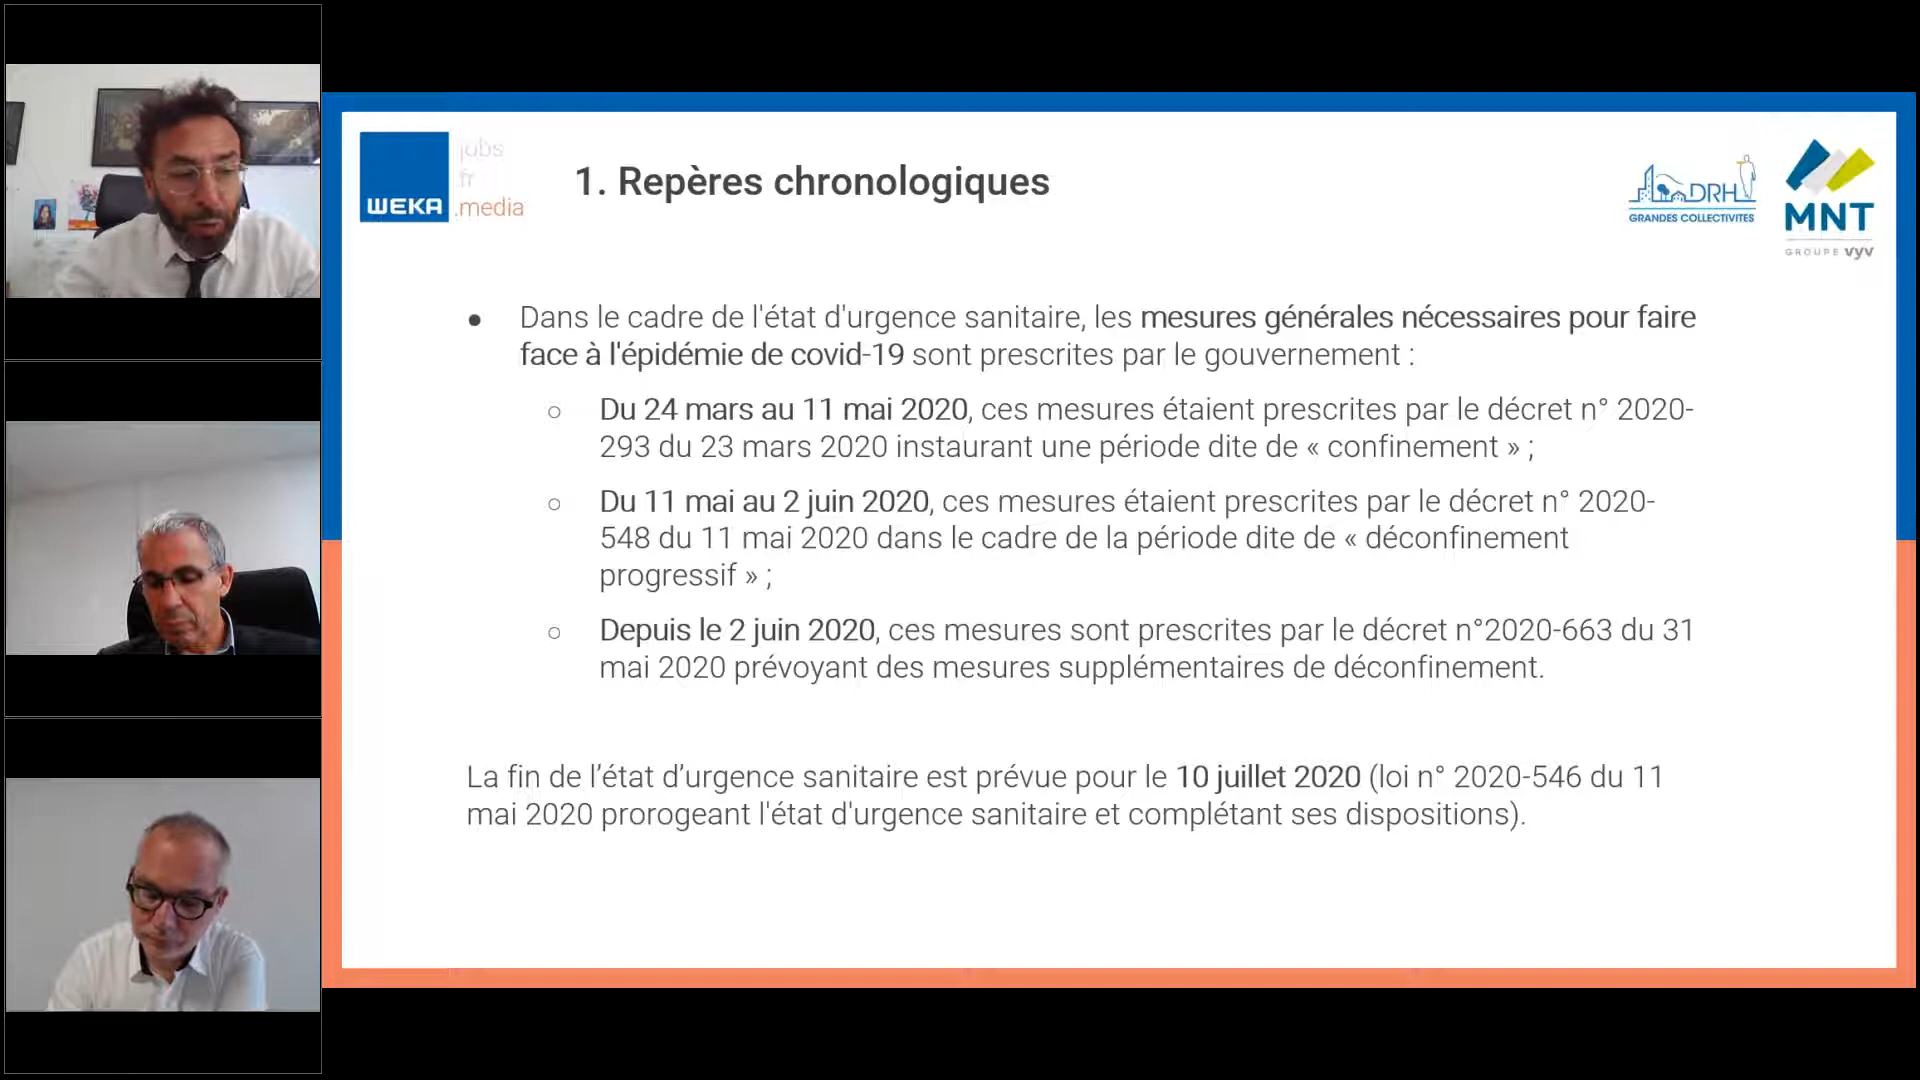 jubs
.fr
WEKA .media
1. Repères chronologiques
DRH
GRANDES COLLECTIVITES
MNT
GROUPE vyv
● Dans le cadre de l'état d'urgence sanitaire, les mesures générales nécessaires pour faire
face à l'épidémie de covid-19 sont prescrites par le gouvernement :
○ Du 24 mars au 11 mai 2020, ces mesures étaient prescrites par le décret n° 2020-
293 du 23 mars 2020 instaurant une période dite de « confinement » ;
○ Du 11 mai au 2 juin 2020, ces mesures étaient prescrites par le décret n° 2020-
548 du 11 mai 2020 dans le cadre de la période dite de « déconfinement
progressif » ;
○ Depuis le 2 juin 2020, ces mesures sont prescrites par le décret n°2020-663 du 31
mai 2020 prévoyant des mesures supplémentaires de déconfinement.
La fin de l’état d’urgence sanitaire est prévue pour le 10 juillet 2020 (loi n° 2020-546 du 11
mai 2020 prorogeant l'état d'urgence sanitaire et complétant ses dispositions).